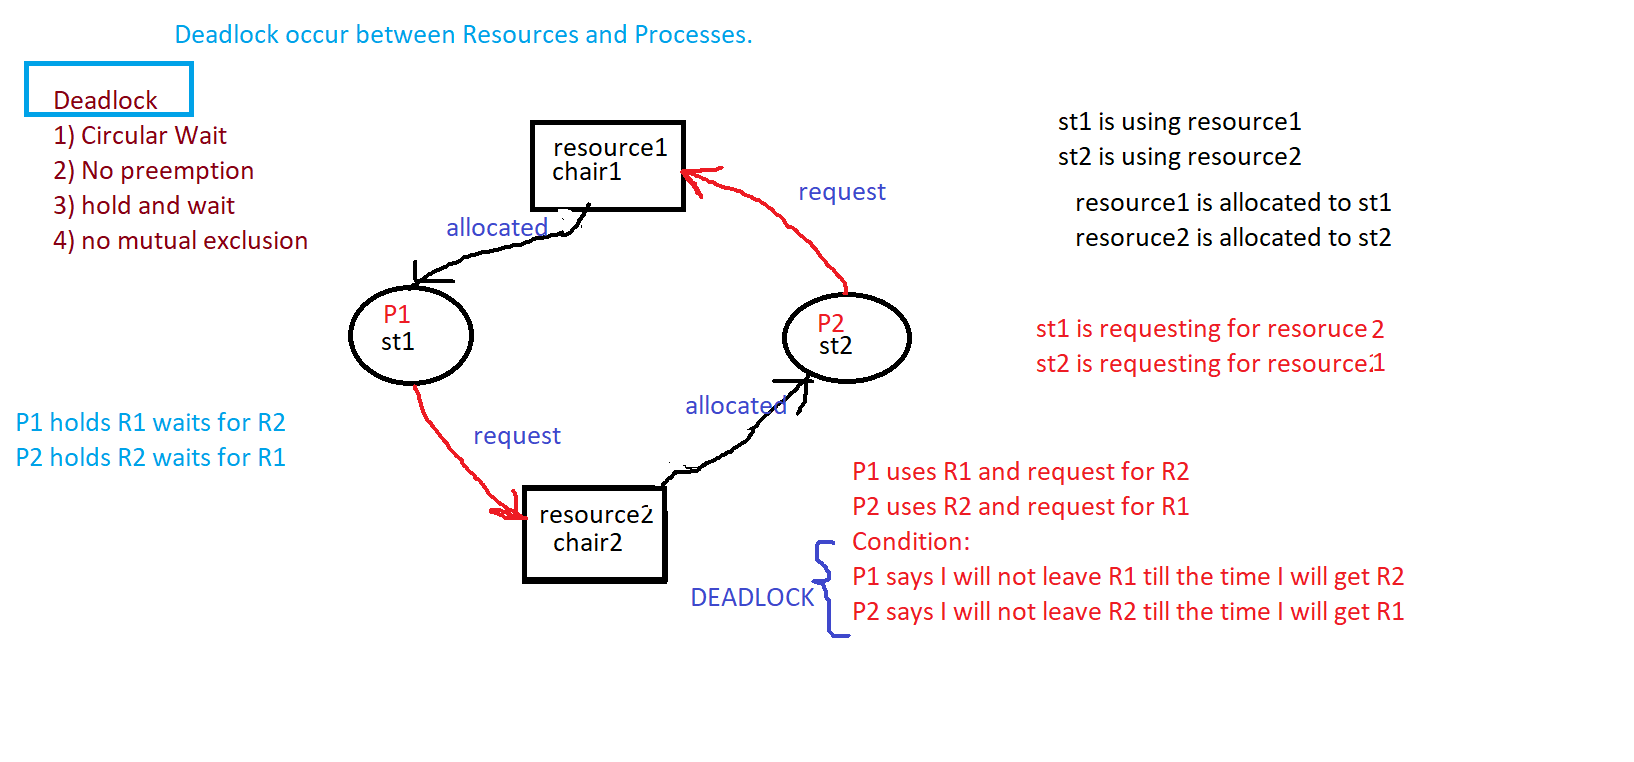 Deadlock occur between Resources and Processes.
Deadlock
1) Circular Wait
2) No preemption
3) hold and wait
4) no mutual exclusion
resource1
chair1
request
allocated
st1 is using resource1
st2 is using resource2
resource1 is allocated to st1
resoruce2 is allocated to st2
P1
st1
P2
st2
st1 is requesting for resoruce2
st2 is requesting for resource1
P1 holds R1 waits for R2
P2 holds R2 waits for R1
request
allocated
resource2
chair2
P1 uses R1 and request for R2
P2 uses R2 and request for R1
Condition:
P1 says I will not leave R1 till the time I will get R2
P2 says I will not leave R2 till the time I will get R1
DEADLOCK